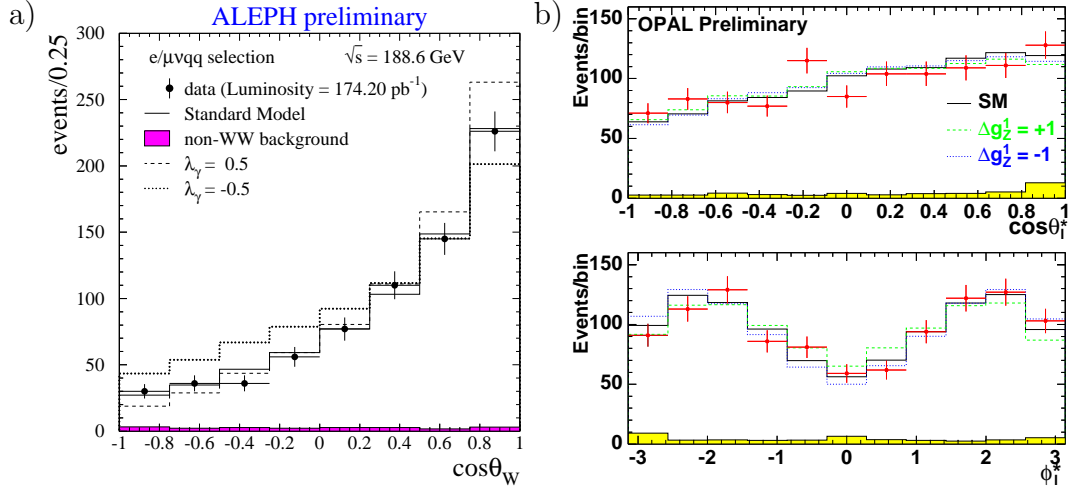 a)
ALEPH preliminary
events/0.25
300
250
200
150
100
50
0
e/μνqq selection √s = 188.6 GeV
data (Luminosity = 174.20 pb⁻¹)
Standard Model
non-WW background
λγ = 0.5
λγ = -0.5
-1 -0.8 -0.6 -0.4 -0.2 0 0.2 0.4 0.6 0.8 1
cosθW
b)
OPAL Preliminary
Events/bin
150
100
50
0
SM
Δg¹Z = +1
Δg¹Z = -1
-1 -0.8 -0.6 -0.4 -0.2 0 0.2 0.4 0.6 0.8 1
cosθ*l
Events/bin
150
100
50
0
-3 -2 -1 0 1 2 3
ϕ*l